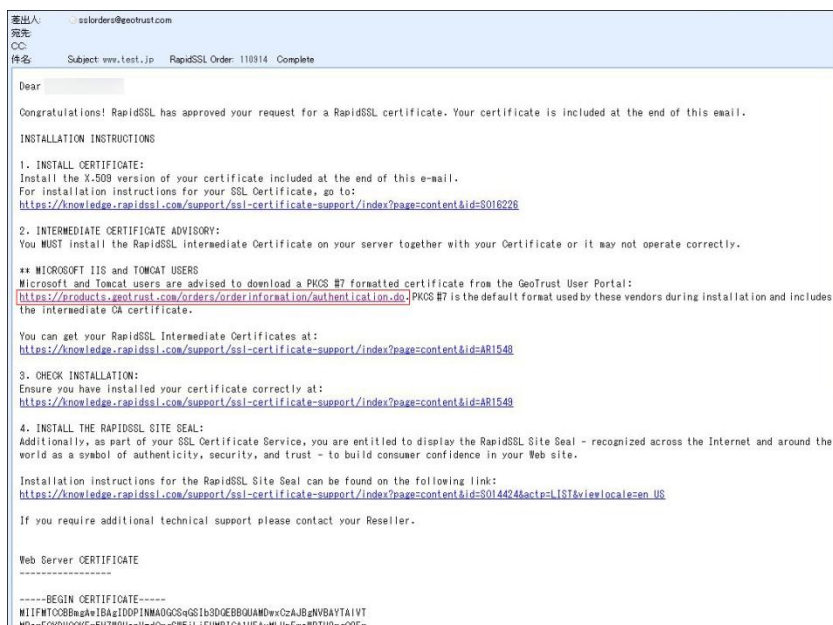 差出人: sslorders@geotrust.com
宛先:
CC:
件名: Subject: www.test.jp RapidSSL Order: 110914 Complete
Dear
Congratulations! RapidSSL has approved your request for a RapidSSL certificate. Your certificate is included at the end of this email.
INSTALLATION INSTRUCTIONS
1. INSTALL CERTIFICATE:
Install the X.509 version of your certificate included at the end of this e-mail.
For installation instructions for your SSL Certificate, go to:
https://knowledge.rapidssl.com/support/ssl-certificate-support/index?page=content&id=SO16226
2. INTERMEDIATE CERTIFICATE ADVISORY:
You MUST install the RapidSSL intermediate Certificate on your server together with your Certificate or it may not operate correctly.
** MICROSOFT IIS and TOMCAT USERS
Microsoft and Tomcat users are advised to download a PKCS #7 formatted certificate from the GeoTrust User Portal:
https://products.geotrust.com/orders/orderinformation/authentication.do. PKCS #7 is the default format used by these vendors during installation and includes
the intermediate CA certificate.
You can get your RapidSSL Intermediate Certificates at:
https://knowledge.rapidssl.com/support/ssl-certificate-support/index?page=content&id=AR1548
3. CHECK INSTALLATION:
Ensure you have installed your certificate correctly at:
https://knowledge.rapidssl.com/support/ssl-certificate-support/index?page=content&id=AR1549
4. INSTALL THE RAPIDSSL SITE SEAL:
Additionally, as part of your SSL Certificate Service, you are entitled to display the RapidSSL Site Seal - recognized across the Internet and around the
world as a symbol of authenticity, security, and trust - to build consumer confidence in your Web site.
Installation instructions for the RapidSSL Site Seal can be found on the following link:
https://knowledge.rapidssl.com/support/ssl-certificate-support/index?page=content&id=SO14424&actp=LIST&viewlocale=en_US
If you require additional technical support please contact your Reseller.
Web Server CERTIFICATE
-----------------
-----BEGIN CERTIFICATE-----
MIIFMTCCBBmgAwIBAgIDDPINMA0GCSqGSIb3DQEBBQUAMDwxCzAJBgNVBAYTAlVT